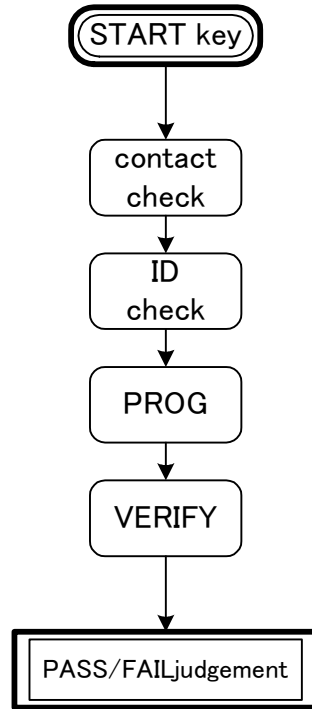 START key
contact
check
ID
check
PROG
VERIFY
PASS/FAILjudgement